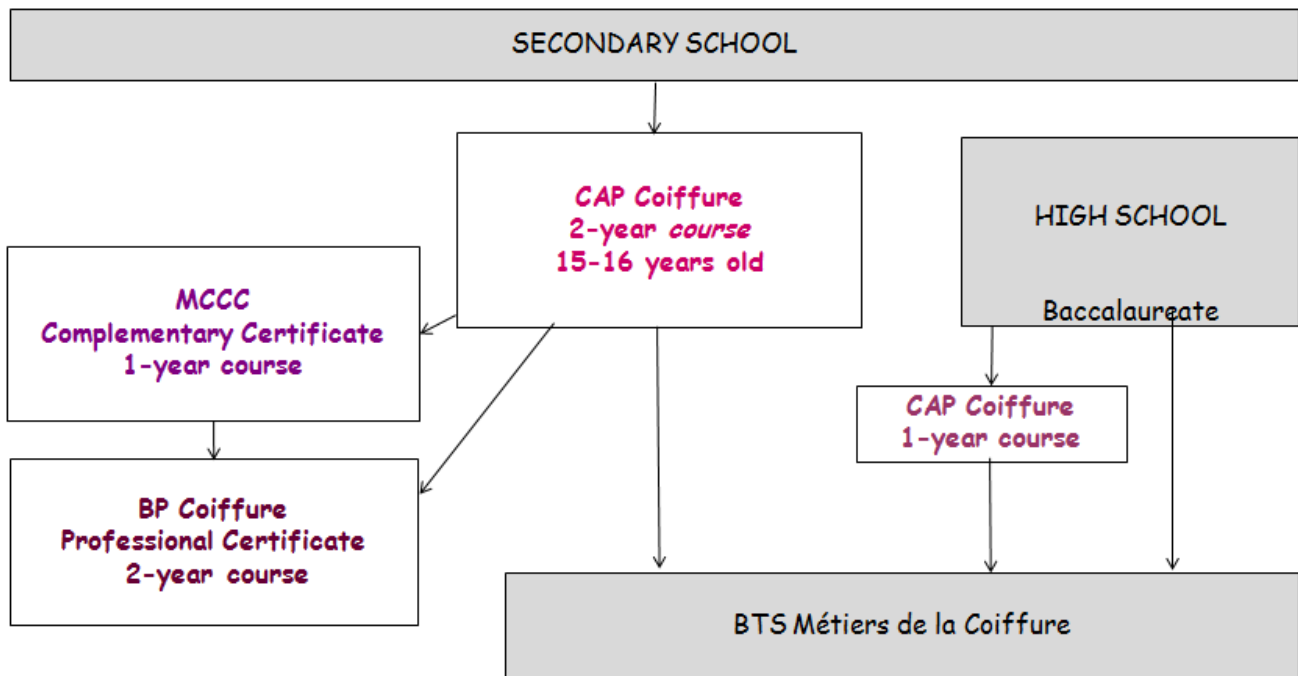 SECONDARY SCHOOL
CAP Coiffure
2-year course
15-16 years old
HIGH SCHOOL
Baccalaureate
MCCC
Complementary Certificate
1-year course
CAP Coiffure
1-year course
BP Coiffure
Professional Certificate
2-year course
BTS Métiers de la Coiffure